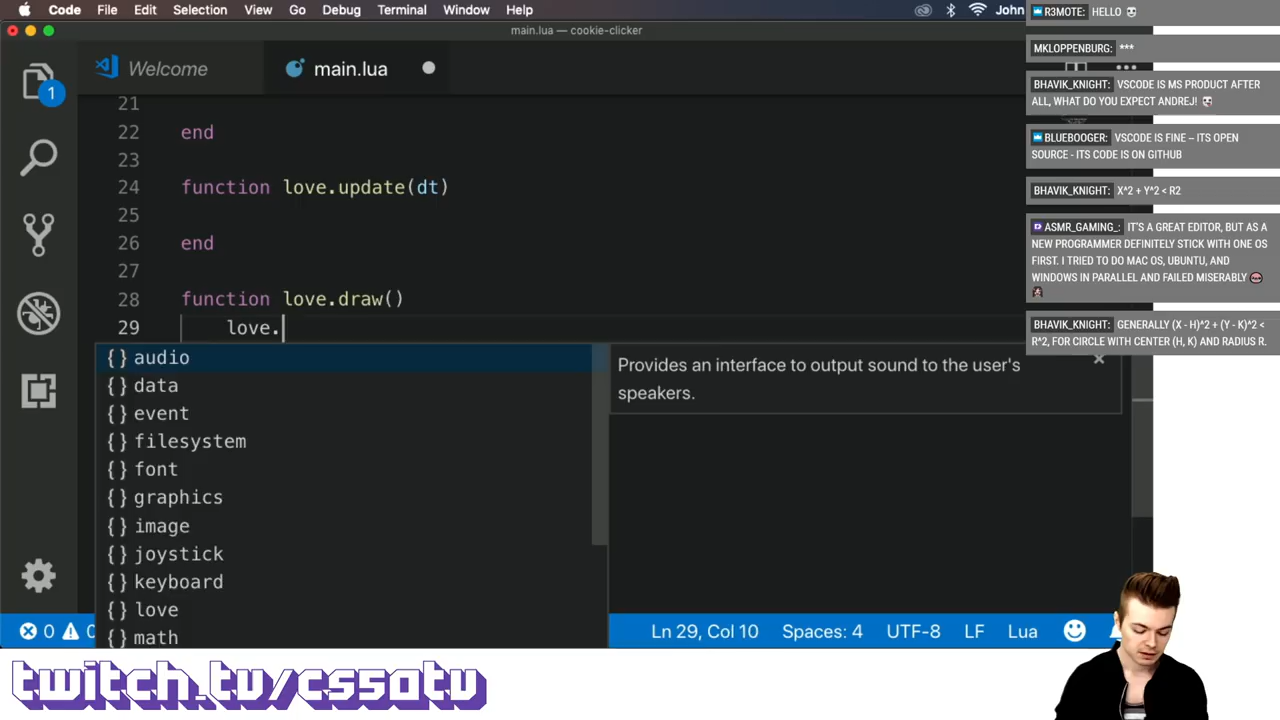 Code File Edit Selection View Go Debug Terminal Window Help John
main.lua — cookie-clicker
Welcome main.lua
1
21
22 end
23
24 function love.update(dt)
25
26 end
27
28 function love.draw()
29 love.
{} audio
{} data
{} event
{} filesystem
{} font
{} graphics
{} image
{} joystick
{} keyboard
{} love
{} math
Provides an interface to output sound to the user's
speakers.
0 0 Ln 29, Col 10 Spaces: 4 UTF-8 LF Lua
R3MOTE: HELLO
MKLOPPENBURG: ***
BHAVIK_KNIGHT: VSCODE IS MS PRODUCT AFTER
ALL, WHAT DO YOU EXPECT ANDREJ!
BLUEBOOGER: VSCODE IS FINE -- ITS OPEN
SOURCE - ITS CODE IS ON GITHUB
BHAVIK_KNIGHT: X^2 + Y^2 < R2
ASMR_GAMING_: IT'S A GREAT EDITOR, BUT AS A
NEW PROGRAMMER DEFINITELY STICK WITH ONE OS
FIRST. I TRIED TO DO MAC OS, UBUNTU, AND
WINDOWS IN PARALLEL AND FAILED MISERABLY
BHAVIK_KNIGHT: GENERALLY (X - H)^2 + (Y - K)^2 <
R^2, FOR CIRCLE WITH CENTER (H, K) AND RADIUS R.
twitch.tv/cs50tv